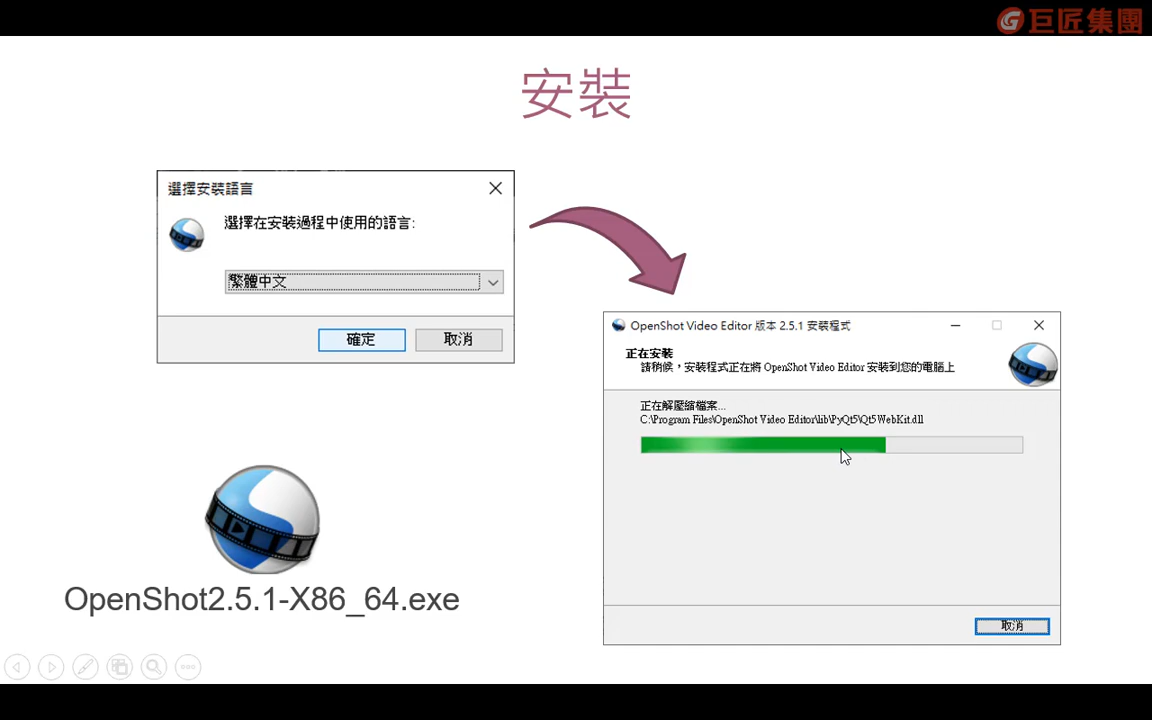 巨匠集團
安裝
選擇安裝語言
選擇在安裝過程中使用的語言:
繁體中文
確定
取消
OpenShot Video Editor 版本 2.5.1 安裝程式
正在安裝
請稍候，安裝程式正在將 OpenShot Video Editor 安裝到您的電腦上
正在解壓縮檔案...
C:\Program Files\OpenShot Video Editor\lib\PyQt5\Qt5WebKit.dll
取消
OpenShot2.5.1-X86_64.exe